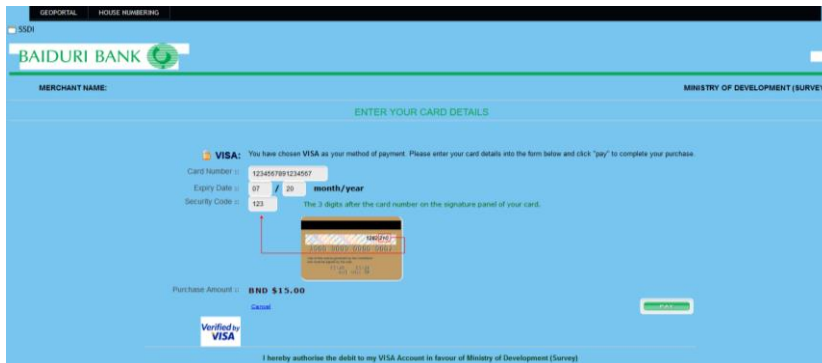 GEOPORTAL HOUSE NUMBERING
SSDI
BAIDURI BANK
MERCHANT NAME: MINISTRY OF DEVELOPMENT (SURVEY
ENTER YOUR CARD DETAILS
VISA: You have chosen VISA as your method of payment. Please enter your card details into the form below and click "pay" to complete your purchase.
Card Number :: 1234567891234567
Expiry Date :: 07 / 20 month/year
Security Code :: 123 The 3 digits after the card number on the signature panel of your card.
Purchase Amount :: BND $15.00
Cancel PAY
Verified by
VISA
I hereby authorise the debit to my VISA Account in favour of Ministry of Development (Survey)